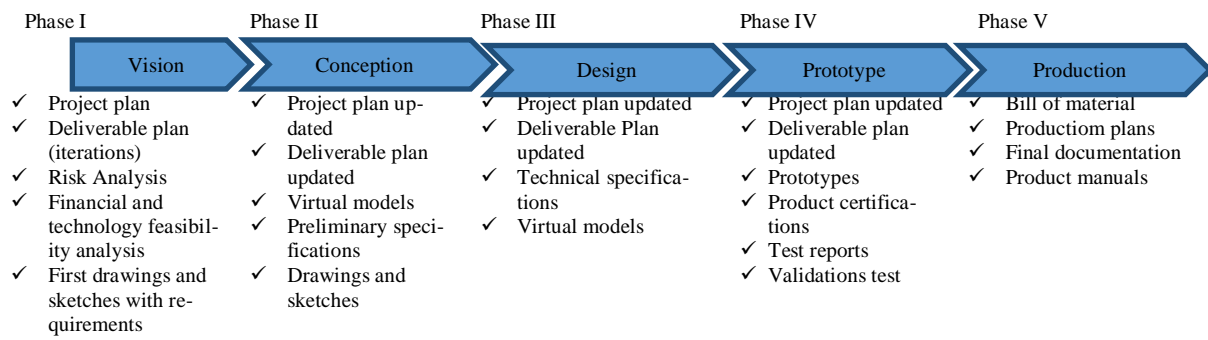 Phase I
Phase II
Phase III
Phase IV
Phase V
Vision
Conception
Design
Prototype
Production
✓ Project plan
✓ Deliverable plan
(iterations)
✓ Risk Analysis
✓ Financial and
technology feasibil-
ity analysis
✓ First drawings and
sketches with re-
quirements
✓ Project plan up-
dated
✓ Deliverable plan
updated
✓ Virtual models
✓ Preliminary speci-
fications
✓ Drawings and
sketches
✓ Project plan updated
✓ Deliverable Plan
updated
✓ Technical specifica-
tions
✓ Virtual models
✓ Project plan updated
✓ Deliverable plan
updated
✓ Prototypes
✓ Product certifica-
tions
✓ Test reports
✓ Validations test
✓ Bill of material
✓ Productiom plans
✓ Final documentation
✓ Product manuals